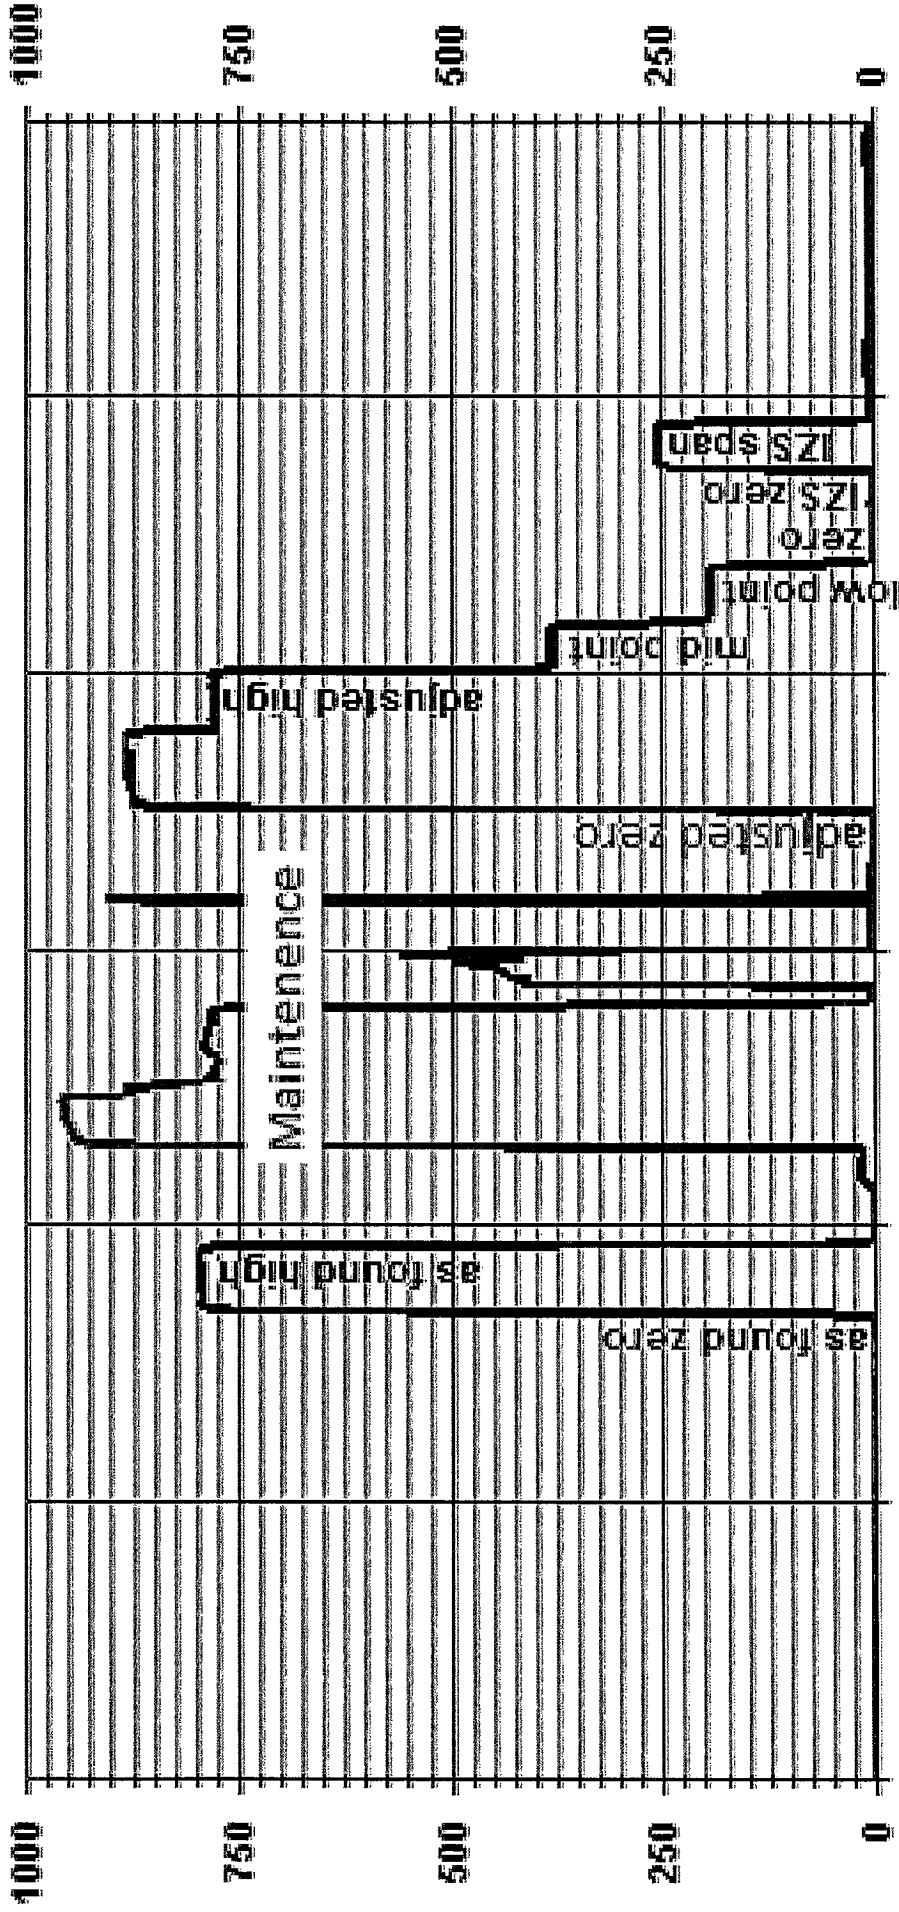 1000
750
500
250
0
as found zero
as found high
Maintenence
adjusted zero
adjusted high
mid point
low point
zero
IZS zero
IZS span
1000
750
500
250
0